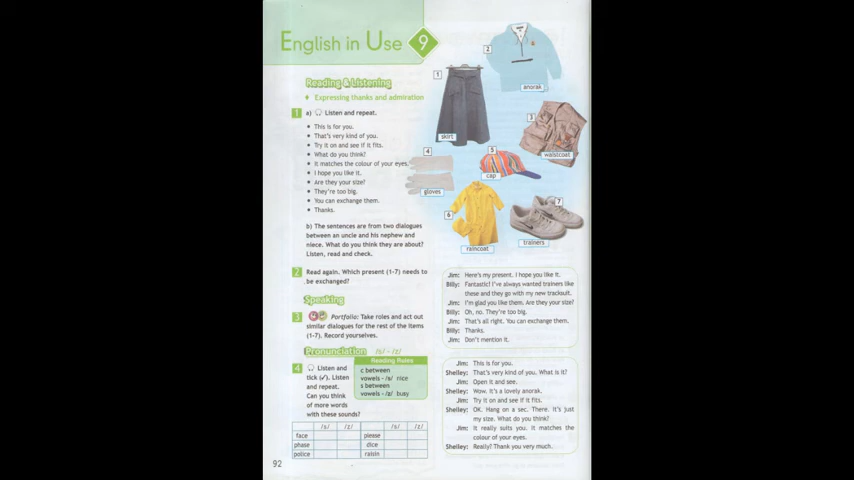 English in Use 9
Reading & Listening
Expressing thanks and admiration
1 a) Listen and repeat.
• This is for you.
• That's very kind of you.
• Try it on and see if it fits.
• What do you think?
• It matches the colour of your eyes.
• I hope you like it.
• Are they your size?
• They're too big.
• You can exchange them.
• Thanks.
b) The sentences are from two dialogues
between an uncle and his nephew and
niece. What do you think they are about?
Listen, read and check.
2 Read again. Which present (1-7) needs to
be exchanged?
Speaking
3 Portfolio: Take roles and act out
similar dialogues for the rest of the items
(1-7). Record yourselves.
Pronunciation /s/ - /z/
4 Listen and
tick (✓). Listen
and repeat.
Can you think
of more words
with these sounds?
Reading Rules
c between
vowels - /s/ rice
s between
vowels - /z/ busy
/s/ /z/ /s/ /z/
face please
phase dice
police raisin
92
1 skirt
2 anorak
3 waistcoat
4 gloves
5 cap
6 raincoat
7 trainers
Jim: Here's my present. I hope you like it.
Billy: Fantastic! I've always wanted trainers like
these and they go with my new tracksuit.
Jim: I'm glad you like them. Are they your size?
Billy: Oh, no. They're too big.
Jim: That's all right. You can exchange them.
Billy: Thanks.
Jim: Don't mention it.
Jim: This is for you.
Shelley: That's very kind of you. What is it?
Jim: Open it and see.
Shelley: Wow. It's a lovely anorak.
Jim: Try it on and see if it fits.
Shelley: OK. Hang on a sec. There. It's just
my size. What do you think?
Jim: It really suits you. It matches the
colour of your eyes.
Shelley: Really? Thank you very much.